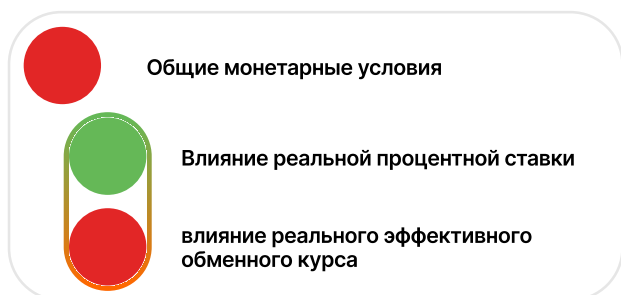 Общие монетарные условия
Влияние реальной процентной ставки
влияние реального эффективного
обменного курса